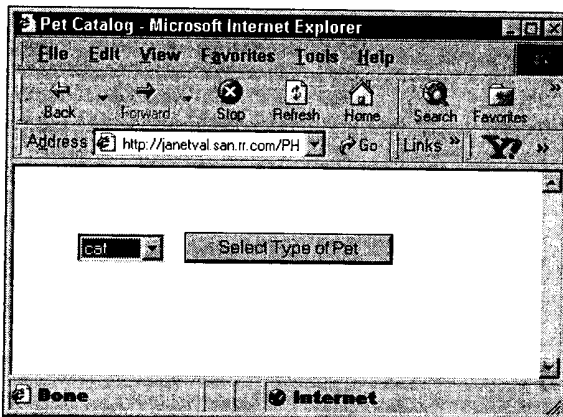 Pet Catalog - Microsoft Internet Explorer
File Edit View Favorites Tools Help
Back Forward Stop Refresh Home Search Favorites »
Address http://janetval.san.rr.com/PH Go Links » Y! »
cat Select Type of Pet
Done Internet